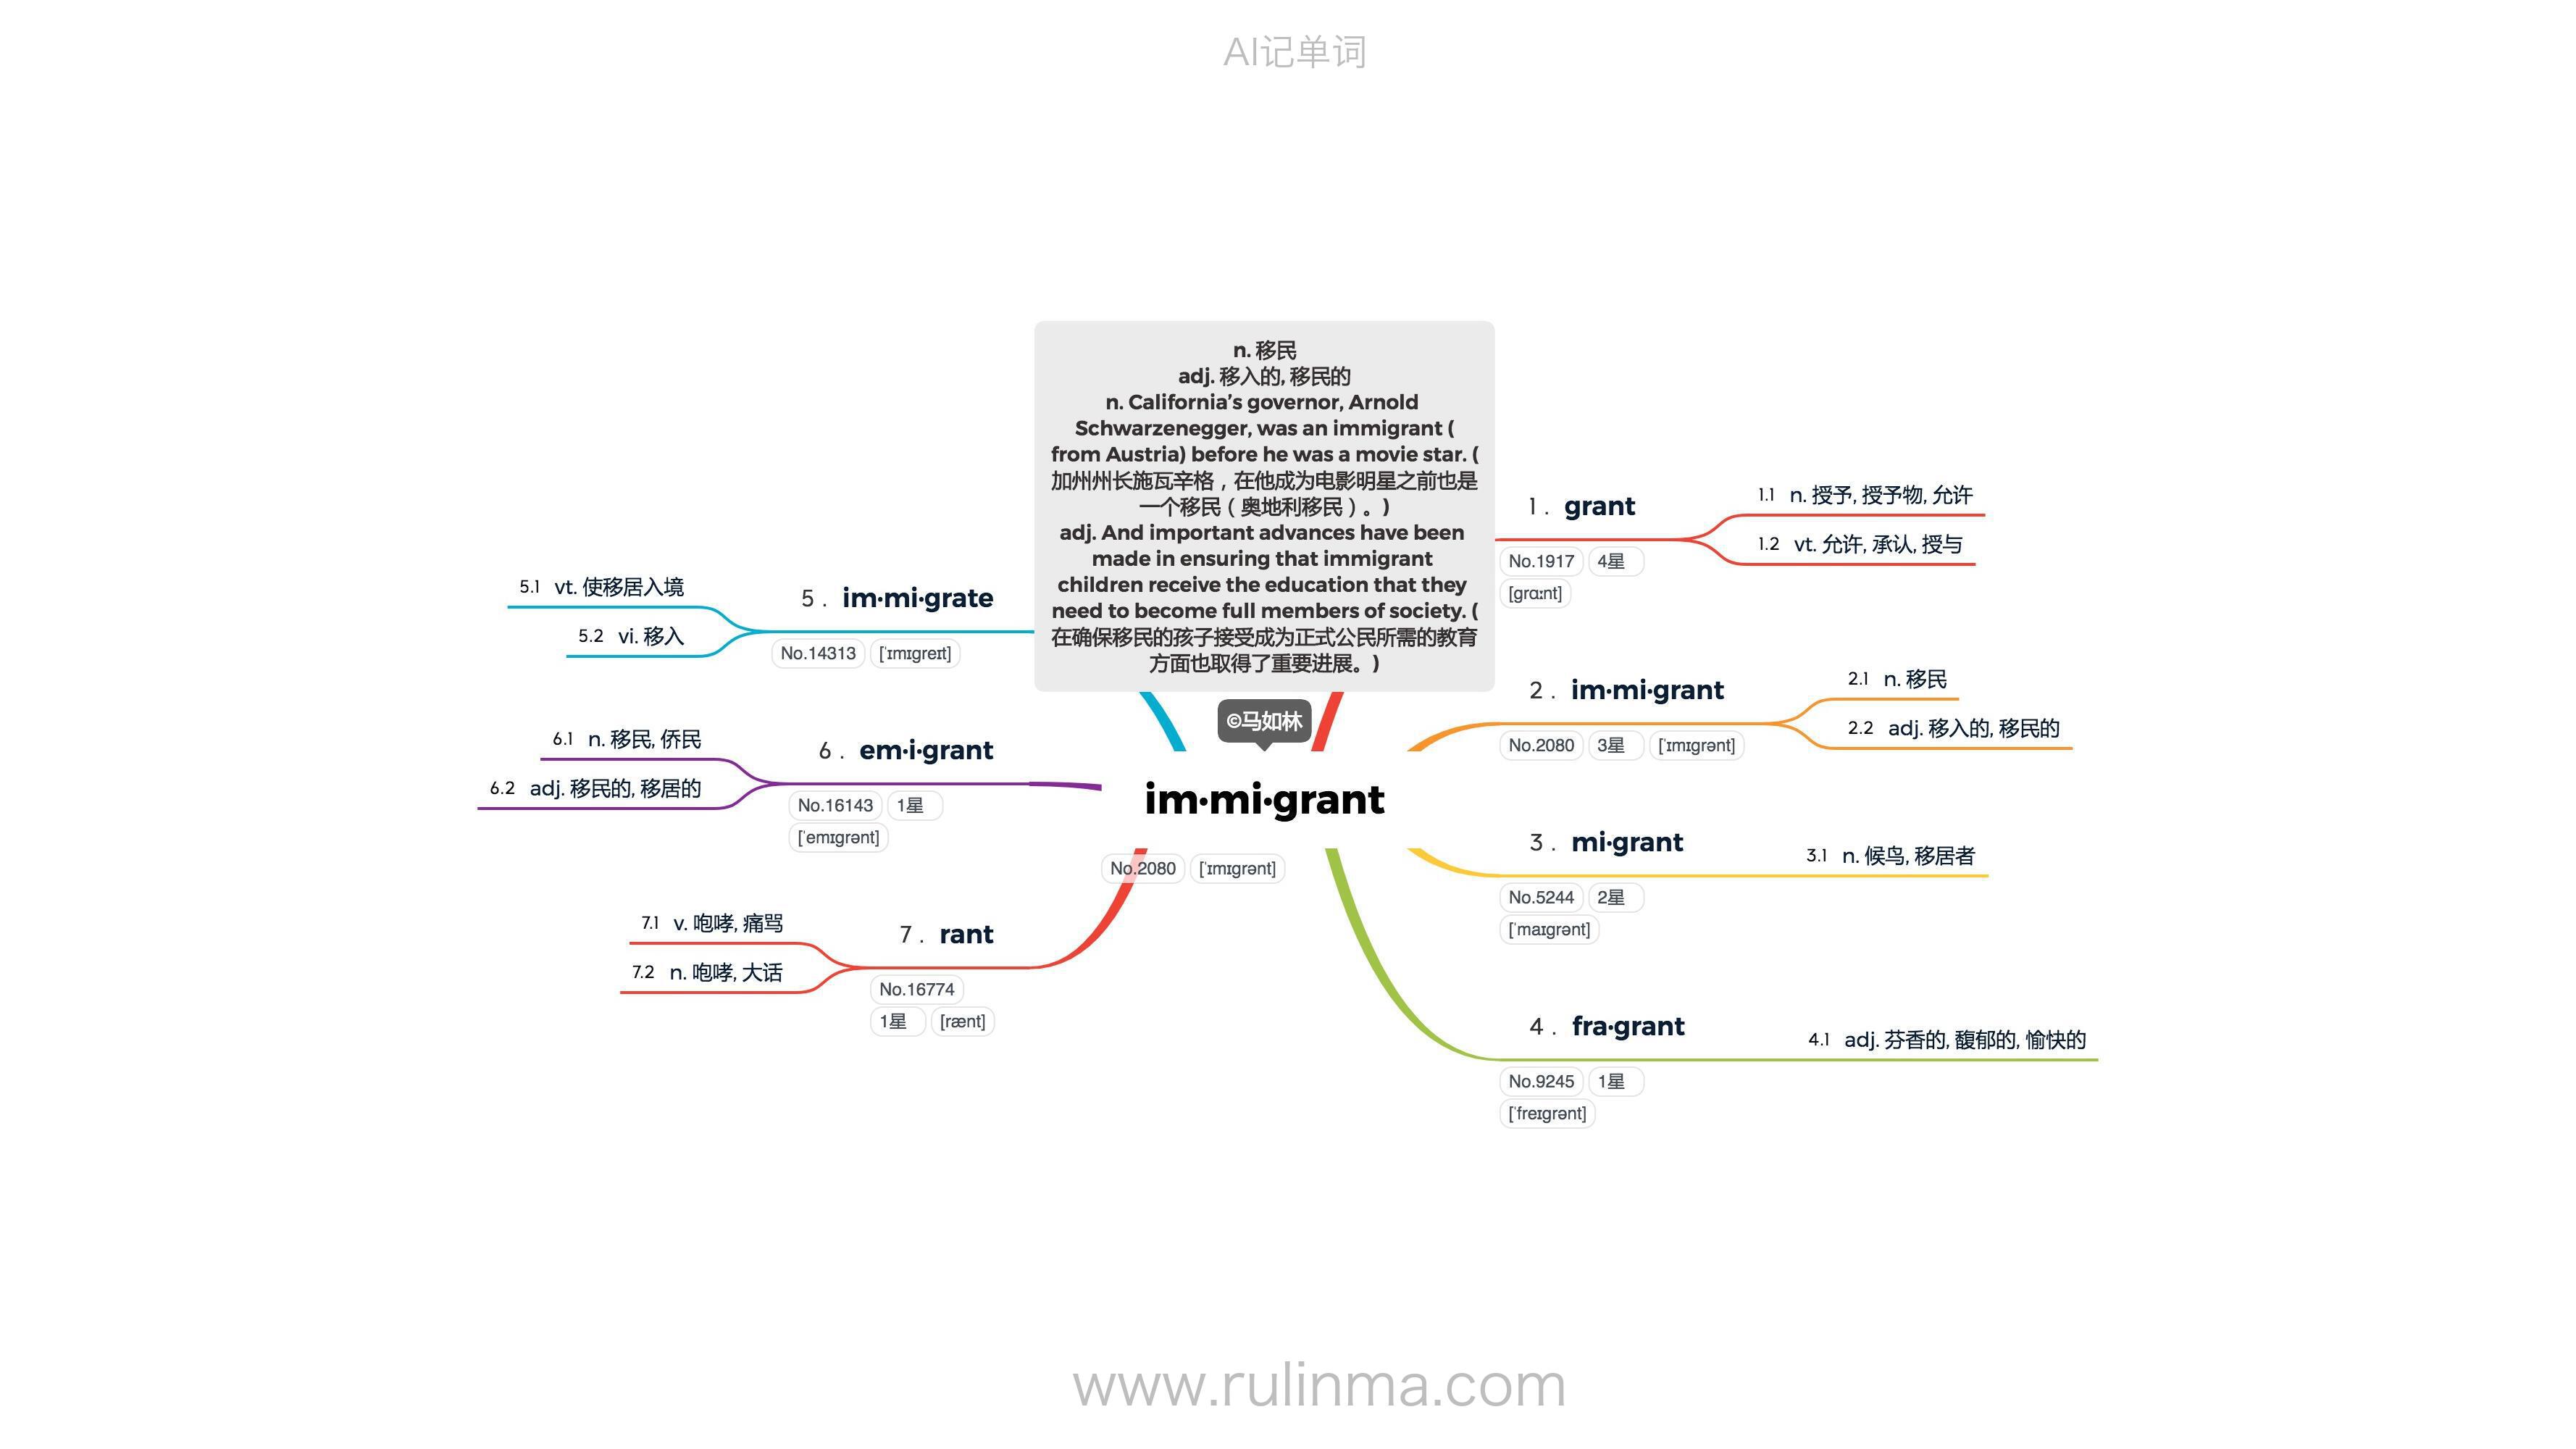 AI记单词
n. 移民
adj. 移入的, 移民的
n. California’s governor, Arnold
Schwarzenegger, was an immigrant (
from Austria) before he was a movie star. (
加州州长施瓦辛格，在他成为电影明星之前也是
一个移民（奥地利移民）。)
adj. And important advances have been
made in ensuring that immigrant
children receive the education that they
need to become full members of society. (
在确保移民的孩子接受成为正式公民所需的教育
方面也取得了重要进展。)
©马如林
im·mi·grant
No.2080 [ˈɪmɪgrənt]
1. grant
No.1917 4星
[grɑːnt]
1.1 n. 授予, 授予物, 允许
1.2 vt. 允许, 承认, 授与
2. im·mi·grant
No.2080 3星 [ˈɪmɪgrənt]
2.1 n. 移民
2.2 adj. 移入的, 移民的
3. mi·grant
No.5244 2星
[ˈmaɪgrənt]
3.1 n. 候鸟, 移居者
4. fra·grant
No.9245 1星
[ˈfreɪgrənt]
4.1 adj. 芬香的, 馥郁的, 愉快的
5. im·mi·grate
No.14313 [ˈɪmɪgreɪt]
5.1 vt. 使移居入境
5.2 vi. 移入
6. em·i·grant
No.16143 1星
[ˈemɪgrənt]
6.1 n. 移民, 侨民
6.2 adj. 移民的, 移居的
7. rant
No.16774
1星 [rænt]
7.1 v. 咆哮, 痛骂
7.2 n. 咆哮, 大话
www.rulinma.com